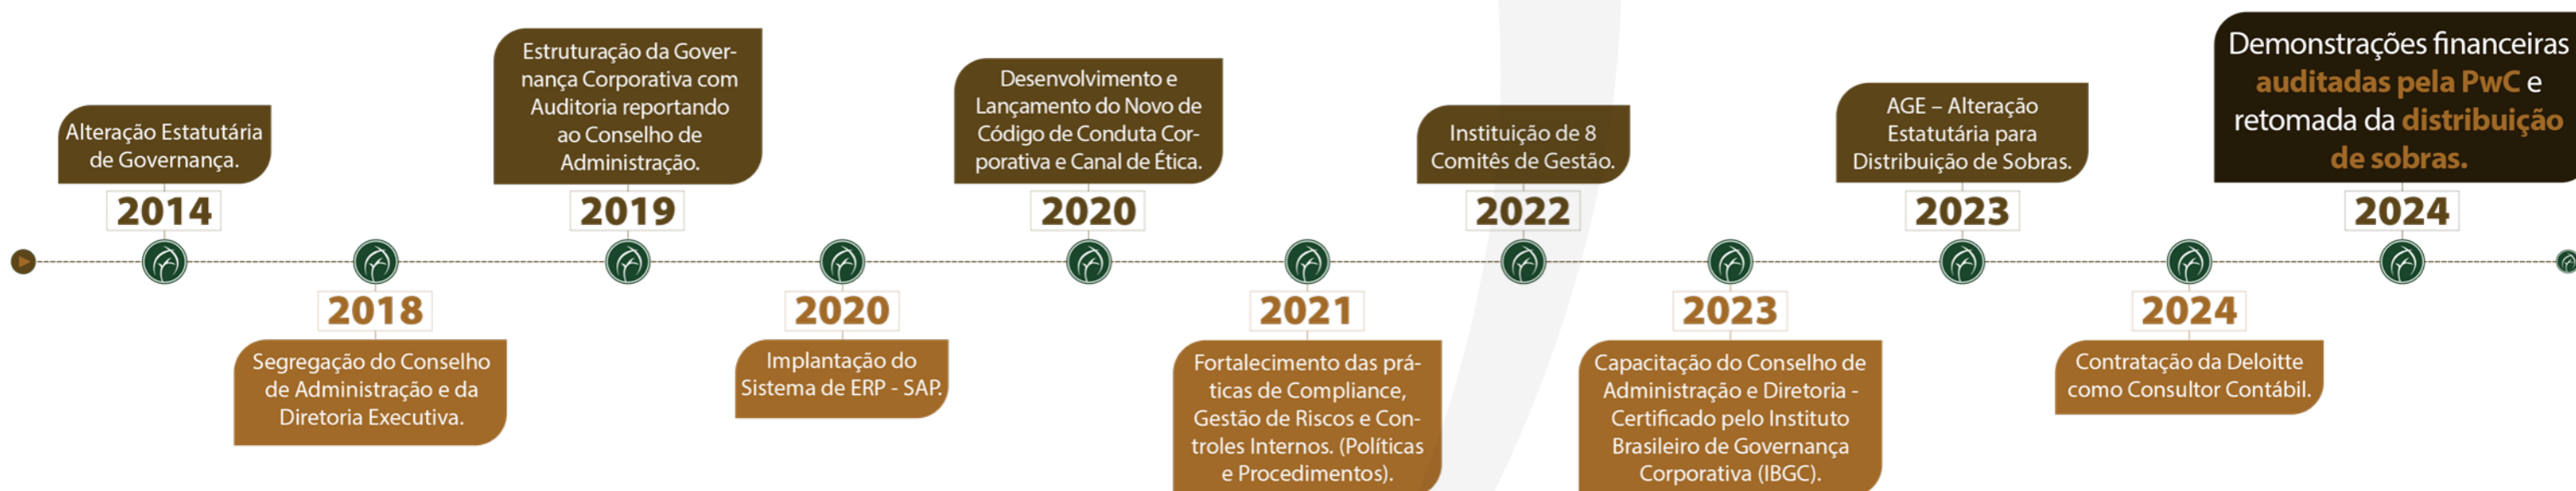 Alteração Estatutária
de Governança.
2014
2018
Segregação do Conselho
de Administração e da
Diretoria Executiva.
Estruturação da Gover-
nança Corporativa com
Auditoria reportando
ao Conselho de
Administração.
2019
2020
Implantação do
Sistema de ERP - SAP.
Desenvolvimento e
Lançamento do Novo de
Código de Conduta Cor-
porativa e Canal de Ética.
2020
2021
Fortalecimento das prá-
ticas de Compliance,
Gestão de Riscos e Con-
troles Internos. (Políticas
e Procedimentos).
Instituição de 8
Comitês de Gestão.
2022
2023
Capacitação do Conselho de
Administração e Diretoria -
Certificado pelo Instituto
Brasileiro de Governança
Corporativa (IBGC).
AGE – Alteração
Estatutária para
Distribuição de Sobras.
2023
2024
Contratação da Deloitte
como Consultor Contábil.
Demonstrações financeiras
auditadas pela PwC e
retomada da distribuição
de sobras.
2024